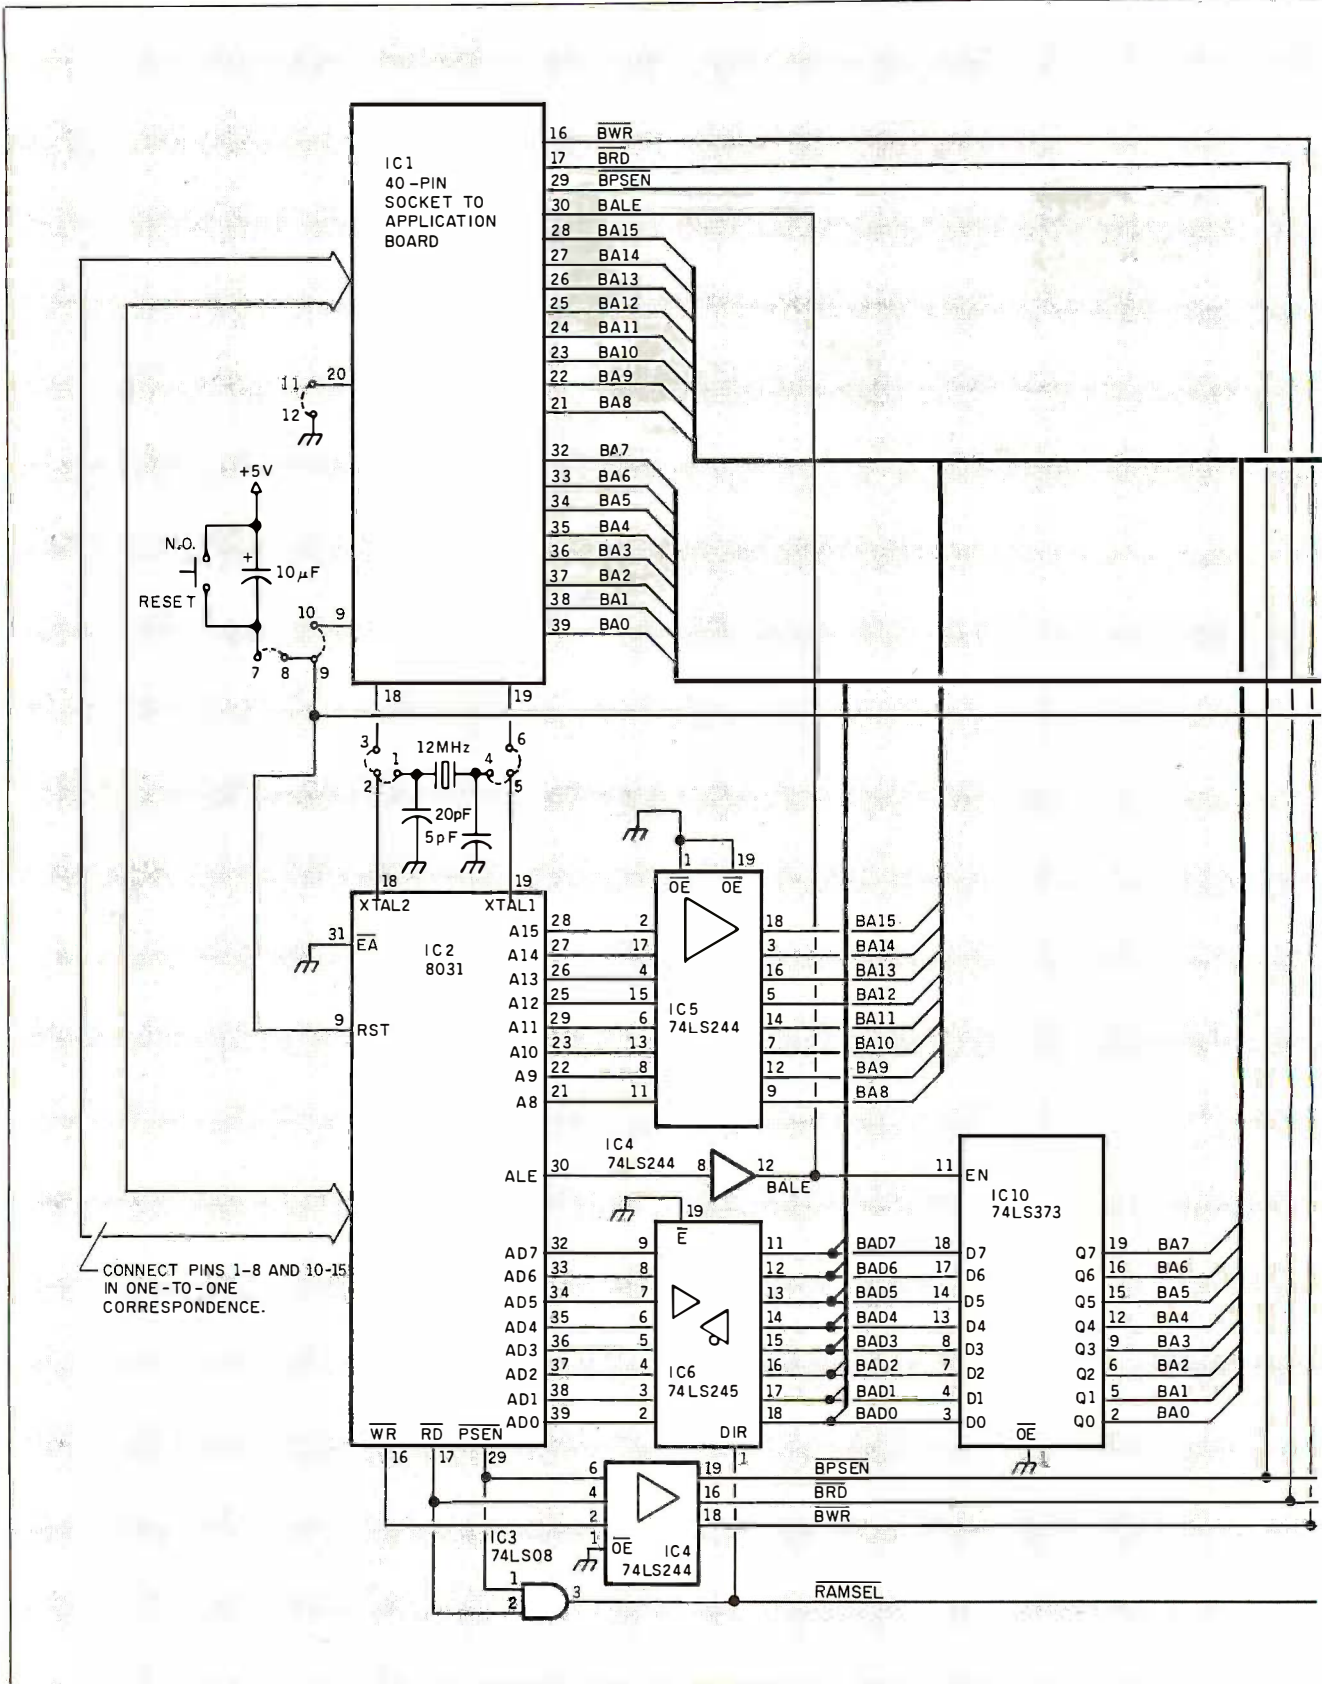 IC1
40-PIN
SOCKET TO
APPLICATION
BOARD
16 BWR
17 BRD
29 BPSEN
30 BALE
28 BA15
27 BA14
26 BA13
25 BA12
24 BA11
23 BA10
22 BA9
21 BA8
32 BA7
33 BA6
34 BA5
35 BA4
36 BA3
37 BA2
38 BA1
39 BA0
11 20
12
+5V
N.O.
+
10µF
RESET
10 9
7 8 9
18 19
3 1 12MHz 4 6
2 5
20pF
5pF
18 19
XTAL2 XTAL1
31 EA
IC2
8031
9 RST
A15 28 2
A14 27 17
A13 26 4
A12 25 15
A11 29 6
A10 23 13
A9 22 8
A8 21 11
1 19
OE OE
IC5
74LS244
18 BA15
3 BA14
16 BA13
5 BA12
14 BA11
7 BA10
12 BA9
9 BA8
ALE 30
IC4
74LS244
8 12
BALE
11 EN
IC10
74LS373
CONNECT PINS 1-8 AND 10-15
IN ONE-TO-ONE
CORRESPONDENCE.
19
E
AD7 32 9
AD6 33 8
AD5 34 7
AD4 35 6
AD3 36 5
AD2 37 4
AD1 38 3
AD0 39 2
IC6
74LS245
DIR
1
11 BAD7 18 D7
12 BAD6 17 D6
13 BAD5 14 D5
14 BAD4 13 D4
15 BAD3 8 D3
16 BAD2 7 D2
17 BAD1 4 D1
18 BAD0 3 D0
Q7 19 BA7
Q6 16 BA6
Q5 15 BA5
Q4 12 BA4
Q3 9 BA3
Q2 6 BA2
Q1 5 BA1
Q0 2 BA0
OE
1
WR RD PSEN
16 17 29
6 19 BPSEN
4 16 BRD
2 18 BWR
1 OE IC4
74LS244
IC3
74LS08
1
2
3
RAMSEL